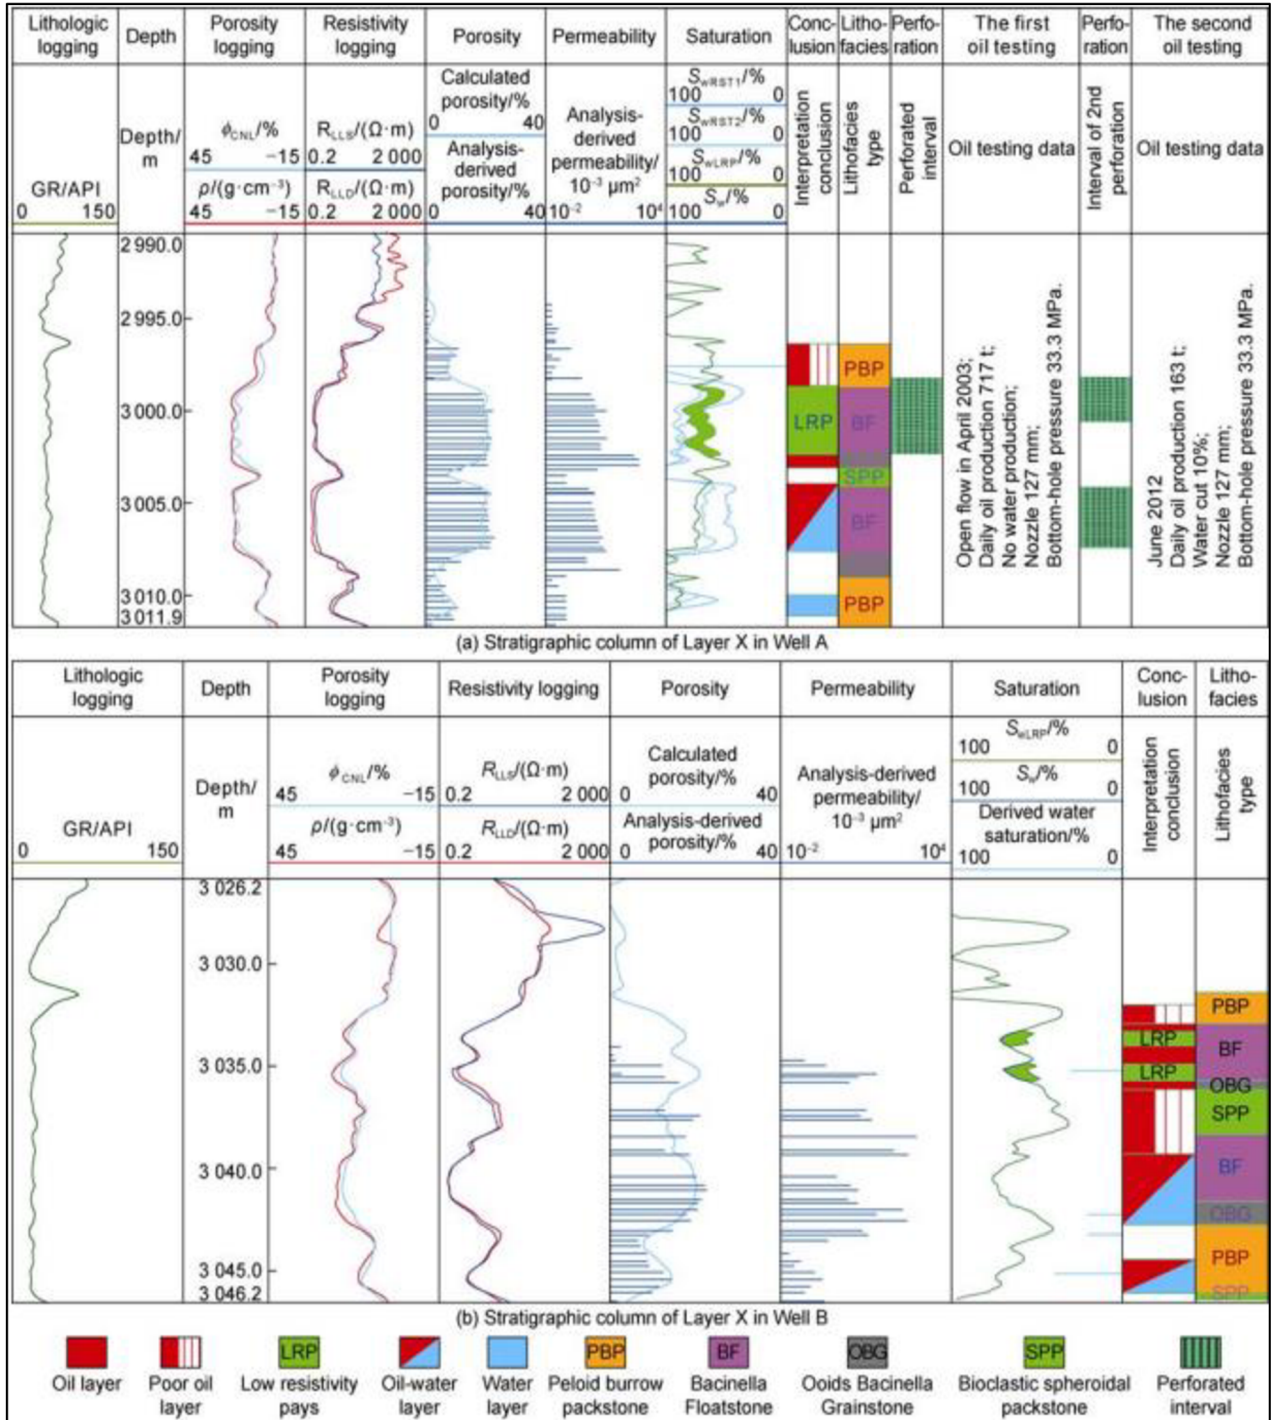 Lithologic logging
Depth
Porosity logging
Resistivity logging
Porosity
Permeability
Saturation
Conc-lusion
Litho-facies
Perfo-ration
The first oil testing
Perfo-ration
The second oil testing
GR/API
0 150
Depth/m
ϕCNL/%
45 −15
ρ/(g·cm⁻³)
45 −15
RLLS/(Ω·m)
0.2 2 000
RLLD/(Ω·m)
0.2 2 000
Calculated porosity/%
0 40
Analysis-derived porosity/%
0 40
Analysis-derived permeability/10⁻³ μm²
10⁻² 10⁴
SwRST1/%
100 0
SwRST2/%
100 0
SwLRP/%
100 0
Sw/%
100 0
Interpretation conclusion
Lithofacies type
Perforated interval
Oil testing data
Interval of 2nd perforation
Oil testing data
2 990.0
2 995.0
3 000.0
3 005.0
3 010.0
3 011.9
LRP
PBP
BF
SPP
BF
PBP
Open flow in April 2003;
Daily oil production 717 t;
No water production;
Nozzle 127 mm;
Bottom-hole pressure 33.3 MPa.
June 2012
Daily oil production 163 t;
Water cut 10%;
Nozzle 127 mm;
Bottom-hole pressure 33.3 MPa.
(a) Stratigraphic column of Layer X in Well A
Lithologic logging
Depth
Porosity logging
Resistivity logging
Porosity
Permeability
Saturation
Conc-lusion
Litho-facies
GR/API
0 150
Depth/m
ϕCNL/%
45 −15
ρ/(g·cm⁻³)
45 −15
RLLS/(Ω·m)
0.2 2 000
RLLD/(Ω·m)
0.2 2 000
Calculated porosity/%
0 40
Analysis-derived porosity/%
0 40
Analysis-derived permeability/10⁻³ μm²
10⁻² 10⁴
SwLRP/%
100 0
Sw/%
100 0
Derived water saturation/%
100 0
Interpretation conclusion
Lithofacies type
3 026.2
3 030.0
3 035.0
3 040.0
3 045.0
3 046.2
LRP
LRP
PBP
BF
OBG
SPP
BF
OBG
PBP
SPP
(b) Stratigraphic column of Layer X in Well B
LRP
PBP
BF
OBG
SPP
Oil layer
Poor oil layer
Low resistivity pays
Oil-water layer
Water layer
Peloid burrow packstone
Bacinella Floatstone
Ooids Bacinella Grainstone
Bioclastic spheroidal packstone
Perforated interval